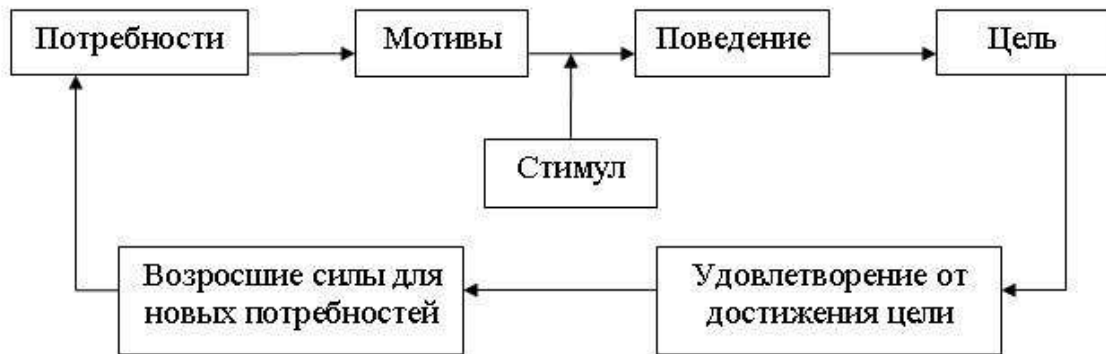 Потребности
Мотивы
Поведение
Цель
Стимул
Возросшие силы для
новых потребностей
Удовлетворение от
достижения цели